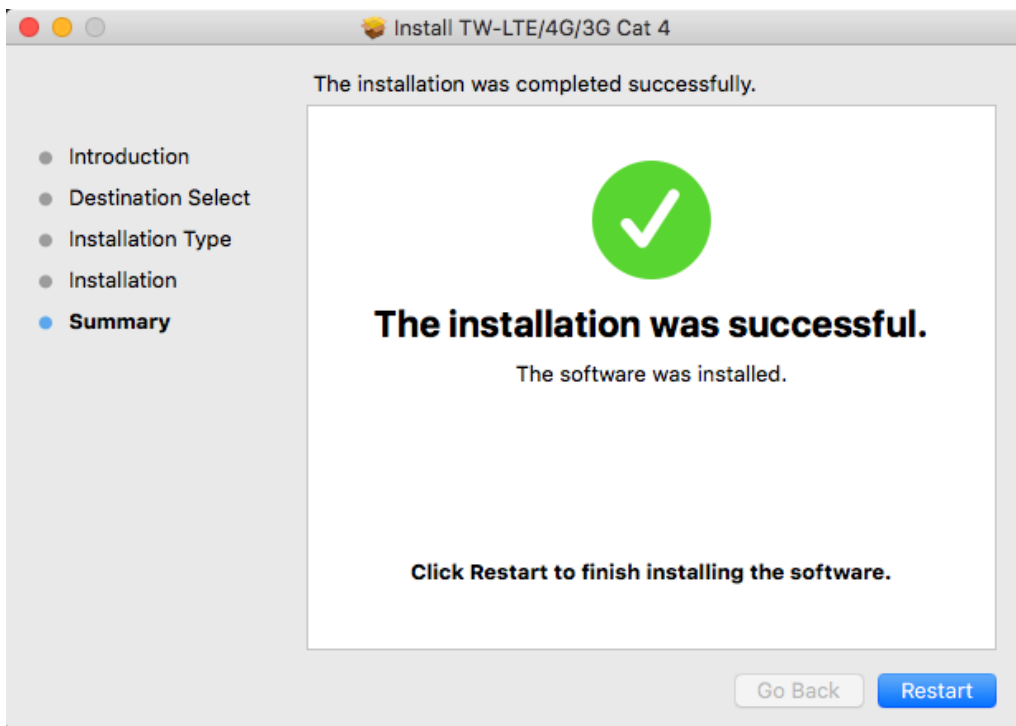 Install TW-LTE/4G/3G Cat 4
The installation was completed successfully.
Introduction
Destination Select
Installation Type
Installation
Summary
The installation was successful.
The software was installed.
Click Restart to finish installing the software.
Go Back
Restart